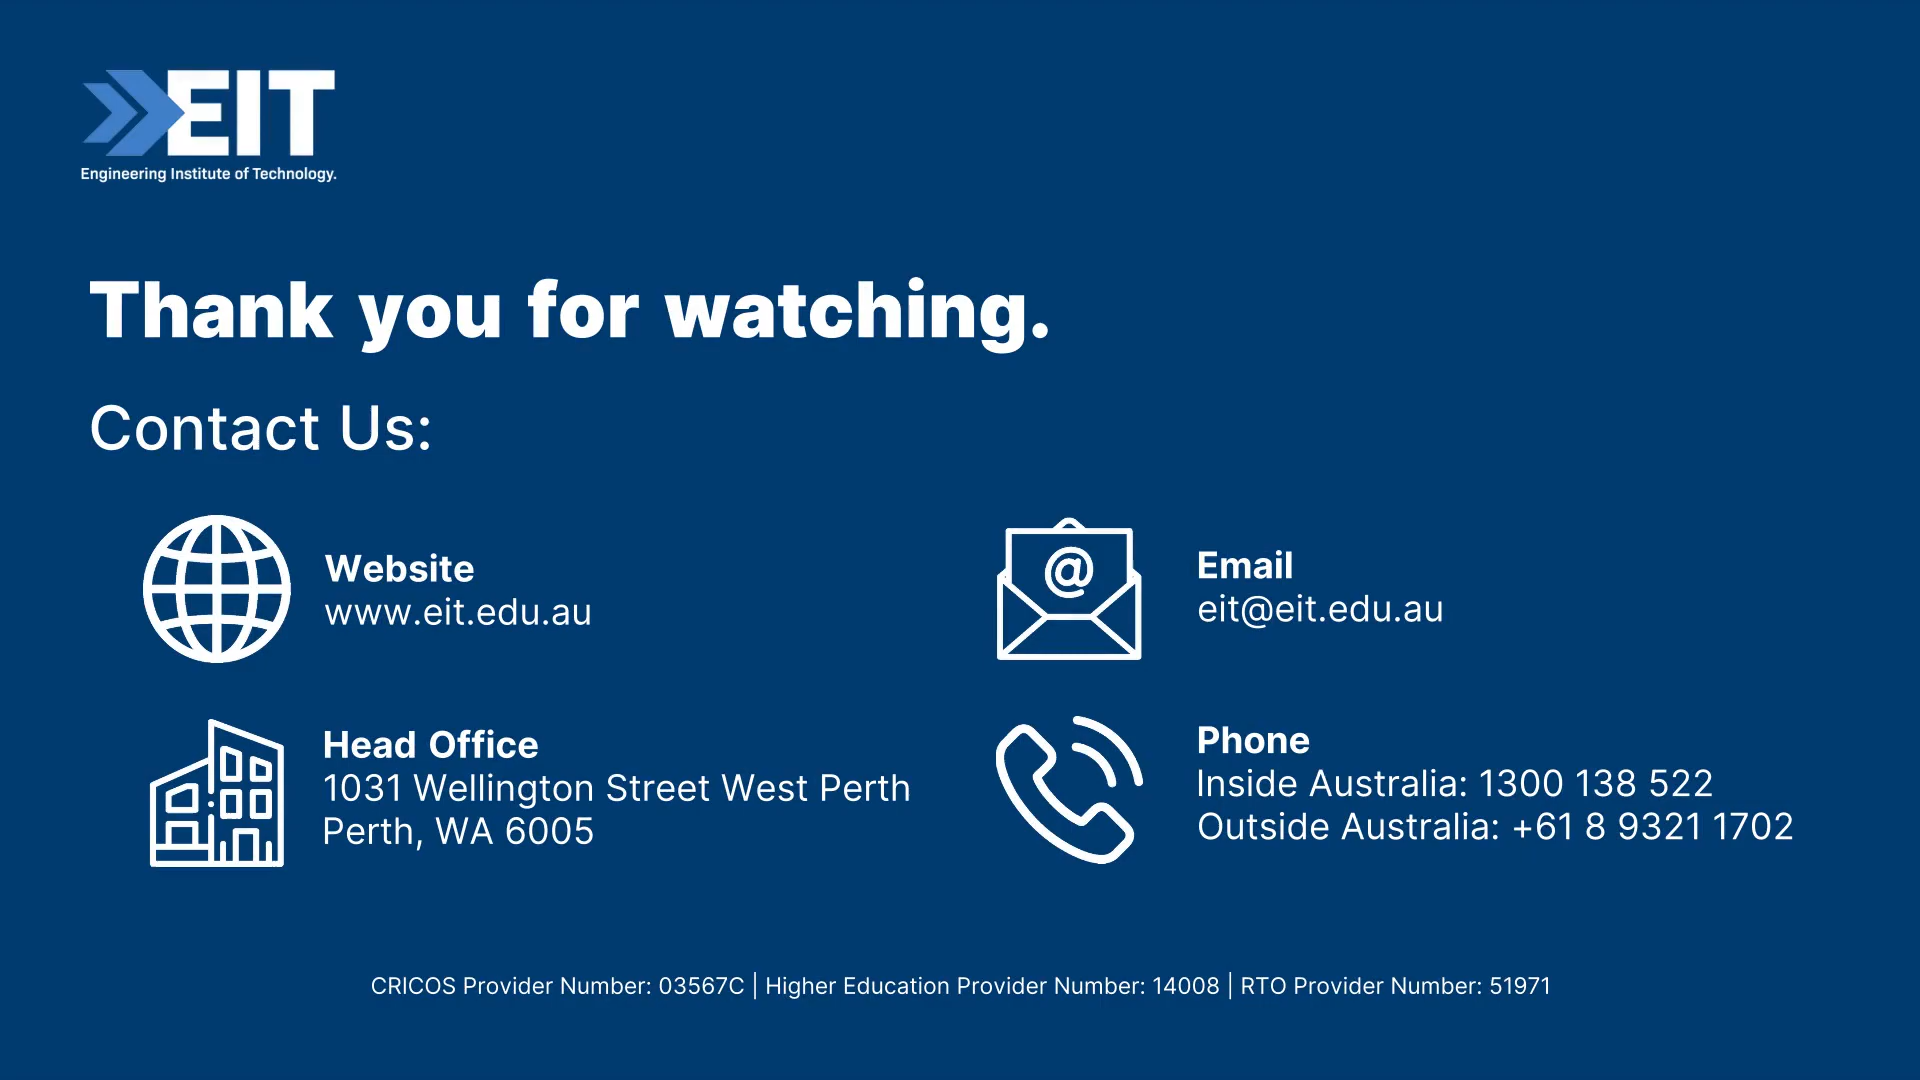 EIT
Engineering Institute of Technology.
Thank you for watching.
Contact Us:
Website
www.eit.edu.au
Email
eit@eit.edu.au
Head Office
1031 Wellington Street West Perth
Perth, WA 6005
Phone
Inside Australia: 1300 138 522
Outside Australia: +61 8 9321 1702
CRICOS Provider Number: 03567C | Higher Education Provider Number: 14008 | RTO Provider Number: 51971